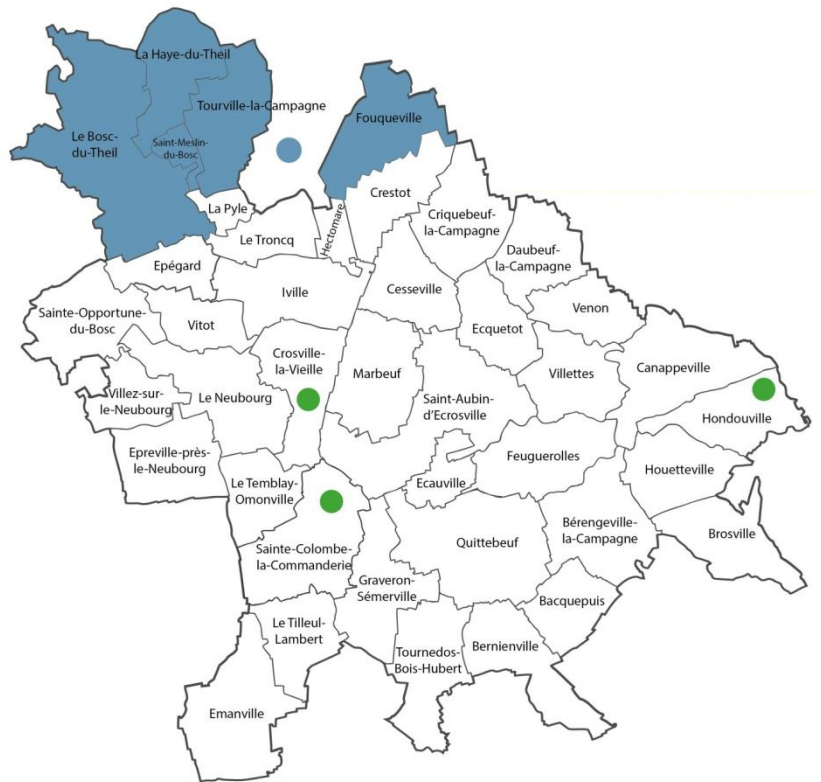 La Haye-du-Theil
Tourville-la-Campagne
Fouqueville
Le Bosc-
du-Theil
Saint-Meslin-
du-Bosc
La Pyle
Crestot
Hectomare
Criquebeuf-
la-Campagne
Le Troncq
Daubeuf-
la-Campagne
Epégard
Iville
Cesseville
Sainte-Opportune-
du-Bosc
Vitot
Venon
Ecquetot
Crosville-
la-Vieille
Marbeuf
Villettes
Canappeville
Villez-sur-
le-Neubourg
Le Neubourg
Saint-Aubin-
d'Ecrosville
Hondouville
Epreville-près-
le-Neubourg
Feuguerolles
Houetteville
Le Temblay-
Omonville
Ecauville
Bérengeville-
la-Campagne
Brosville
Quittebeuf
Sainte-Colombe-
la-Commanderie
Graveron-
Sémerville
Bacquepuis
Le Tilleul-
Lambert
Tournedos-
Bois-Hubert
Bernienville
Emanville